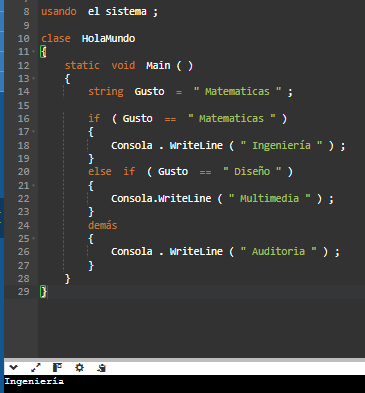 8 usando el sistema ;
9
10 clase HolaMundo
11 {
12 static void Main ( )
13 {
14 string Gusto = " Matematicas " ;
15
16 if ( Gusto == " Matematicas " )
17 {
18 Consola . WriteLine ( " Ingeniería " ) ;
19 }
20 else if ( Gusto == " Diseño " )
21 {
22 Consola.WriteLine ( " Multimedia " ) ;
23 }
24 demás
25 {
26 Consola . WriteLine ( " Auditoria " ) ;
27 }
28 }
29 }
Ingeniería